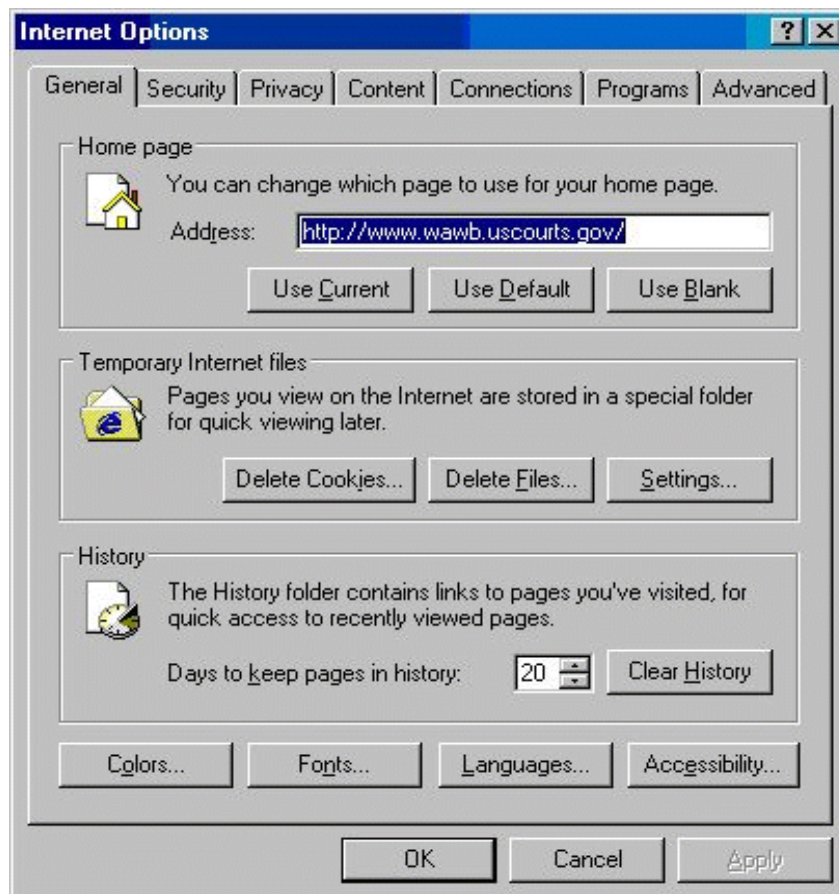 Internet Options
General Security Privacy Content Connections Programs Advanced
Home page
You can change which page to use for your home page.
Address: http://www.wawb.uscourts.gov/
Use Current Use Default Use Blank
Temporary Internet files
Pages you view on the Internet are stored in a special folder
for quick viewing later.
Delete Cookies... Delete Files... Settings...
History
The History folder contains links to pages you've visited, for
quick access to recently viewed pages.
Days to keep pages in history: 20 Clear History
Colors... Fonts... Languages... Accessibility...
OK Cancel Apply